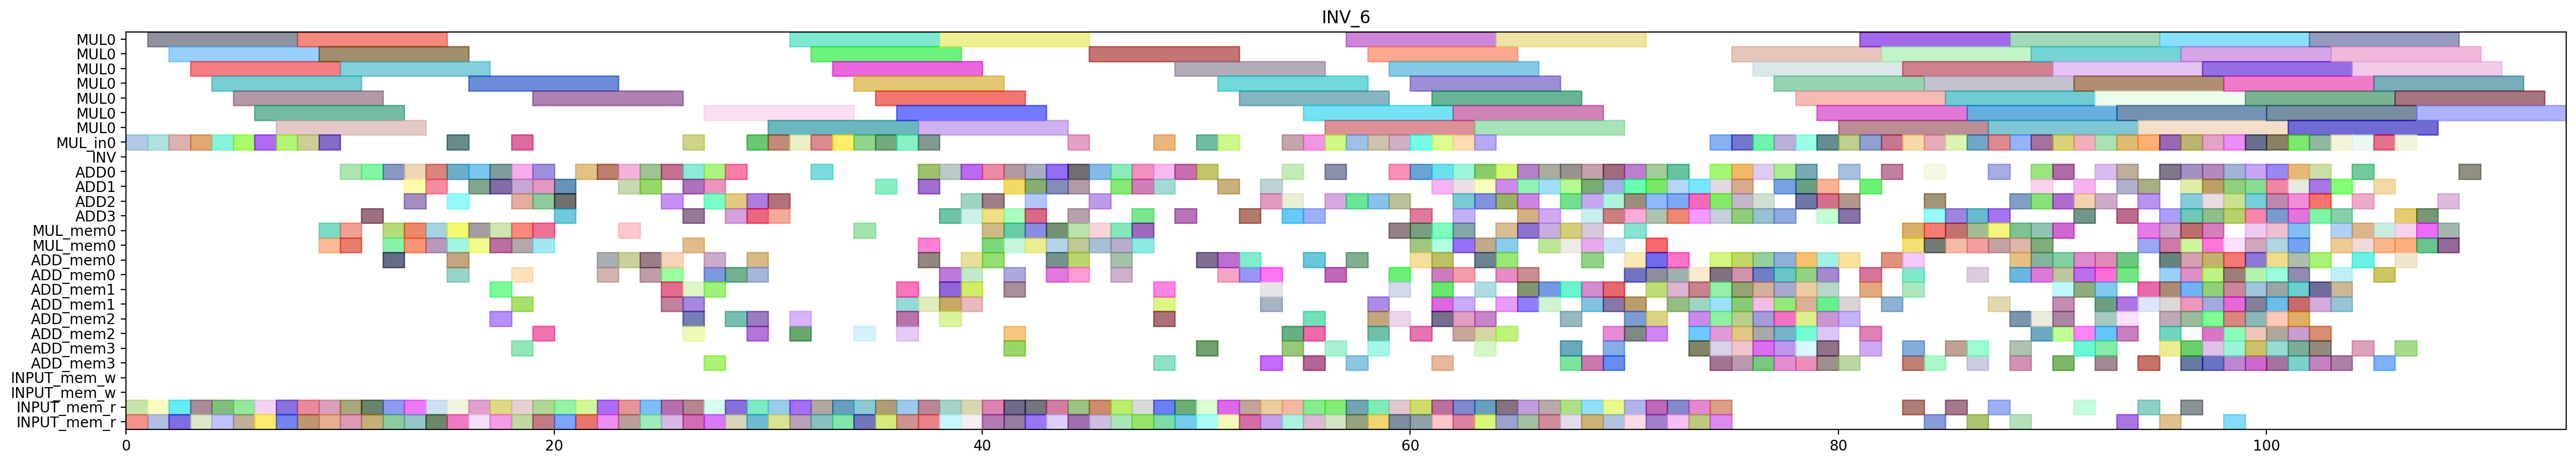 INV_6
MUL0
MUL0
MUL0
MUL0
MUL0
MUL0
MUL0
MUL_in0
INV
ADD0
ADD1
ADD2
ADD3
MUL_mem0
MUL_mem0
ADD_mem0
ADD_mem0
ADD_mem1
ADD_mem1
ADD_mem2
ADD_mem2
ADD_mem3
ADD_mem3
INPUT_mem_w
INPUT_mem_w
INPUT_mem_r
INPUT_mem_r
0 20 40 60 80 100